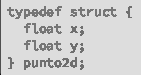 typedef struct {
  float x;
  float y;
} punto2d;